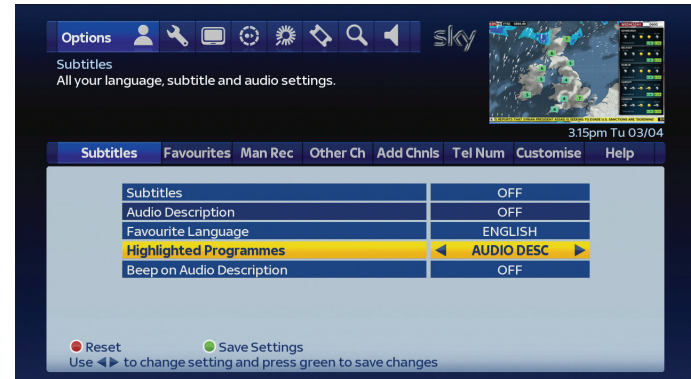 Options
sky
Subtitles
All your language, subtitle and audio settings.
3.15pm Tu 03/04
Subtitles Favourites Man Rec Other Ch Add Chnls Tel Num Customise Help
Subtitles OFF
Audio Description OFF
Favourite Language ENGLISH
Highlighted Programmes AUDIO DESC
Beep on Audio Description OFF
Reset Save Settings
Use ◀▶ to change setting and press green to save changes